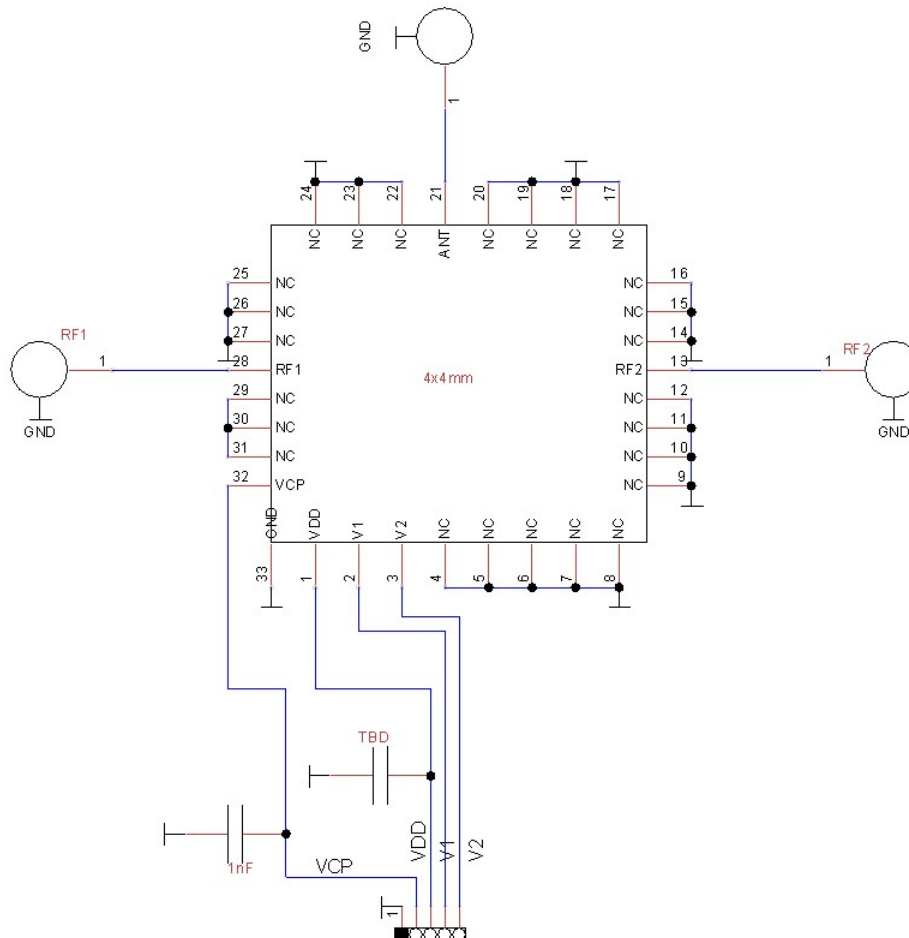 GND
1
24
23
22
21
20
19
18
17
NC
NC
NC
ANT
NC
NC
NC
NC
25
NC
NC
16
26
NC
NC
15
27
NC
NC
14
RF1
1
28
RF1
4x4mm
RF2
13
1
RF2
29
NC
NC
12
GND
30
NC
NC
11
GND
31
NC
NC
10
32
VCP
NC
9
GND
VDD
V1
V2
NC
NC
NC
NC
NC
33
1
2
3
4
5
6
7
8
TBD
1nF
VCP
VDD
V1
V2
1